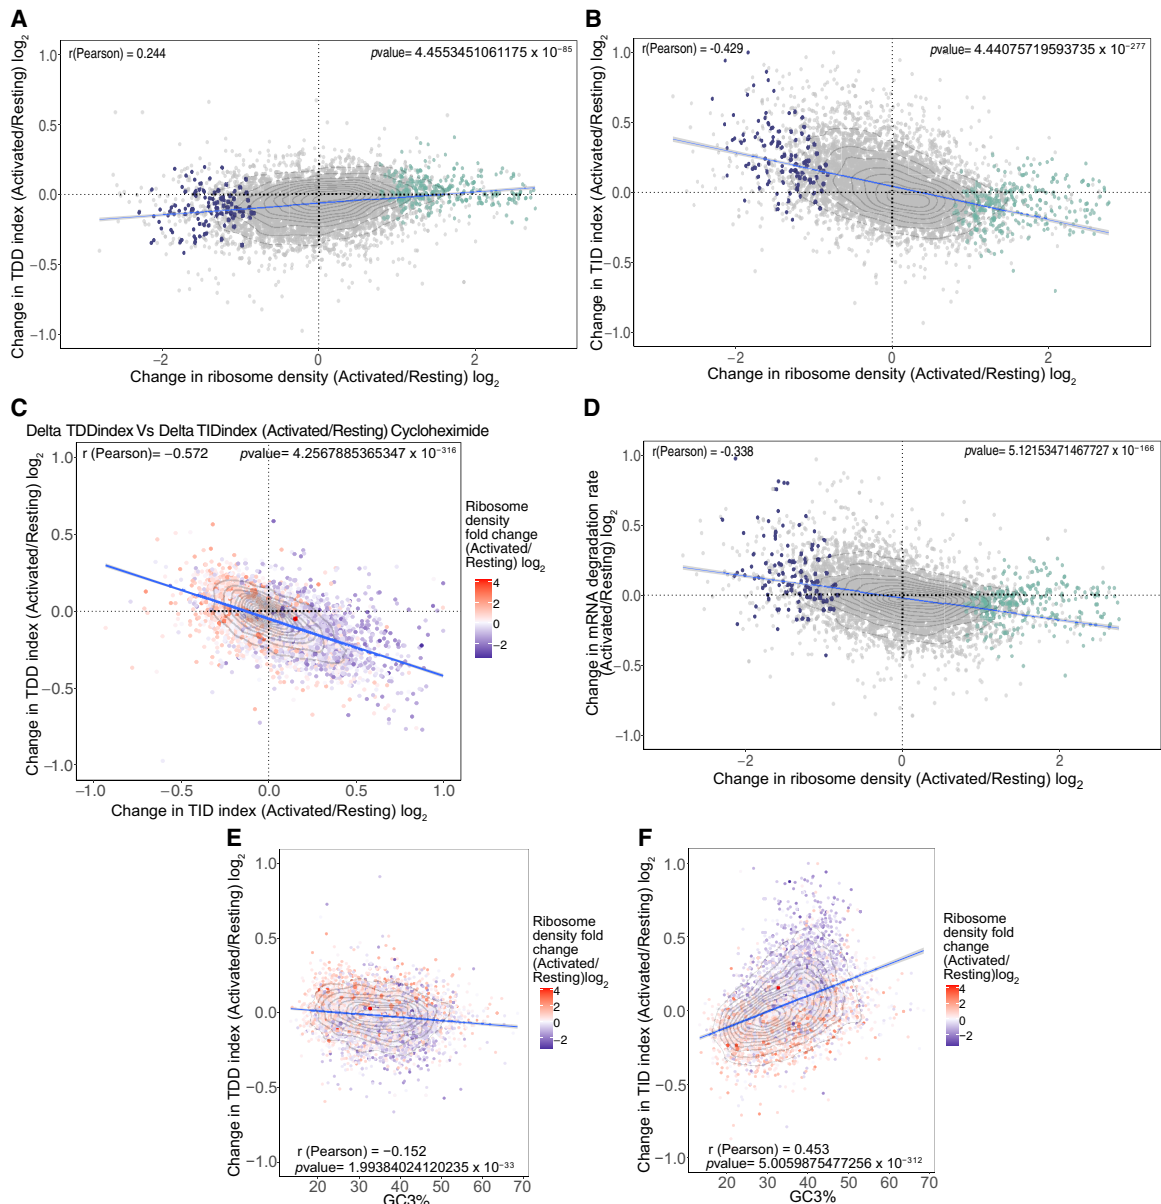 A
r(Pearson) = 0.244
pvalue= 4.4553451061175 x 10⁻⁸⁵
Change in TDD index (Activated/Resting) log₂
1.0
0.5
0.0
−0.5
−1.0
−2
0
2
Change in ribosome density (Activated/Resting) log₂
B
r(Pearson) = -0.429
pvalue= 4.44075719593735 x 10⁻²⁷⁷
Change in TID index (Activated/Resting) log₂
1.0
0.5
0.0
−0.5
−1.0
−2
0
2
Change in ribosome density (Activated/Resting) log₂
C
Delta TDDindex Vs Delta TIDindex (Activated/Resting) Cycloheximide
r (Pearson)= −0.572
pvalue= 4.2567885365347 x 10⁻³¹⁶
Change in TDD index (Activated/Resting) log₂
1.0
0.5
0.0
−0.5
−1.0
−1.0
−0.5
0.0
0.5
1.0
Change in TID index (Activated/Resting) log₂
Ribosome
density
fold change
(Activated/
Resting) log₂
4
2
0
−2
D
r(Pearson) = -0.338
pvalue= 5.12153471467727 x 10⁻¹⁶⁶
Change in mRNA degradation rate
(Activated/Resting) log₂
1.0
0.5
0.0
−0.5
−1.0
−2
0
2
Change in ribosome density (Activated/Resting) log₂
E
Change in TDD index (Activated/Resting) log₂
1.0
0.5
0.0
−0.5
−1.0
r (Pearson) = −0.152
pvalue= 1.99384024120235 x 10⁻³³
20
30
40
50
60
70
GC3%
Ribosome
density fold
change
(Activated/
Resting)log₂
4
2
0
−2
F
Change in TID index (Activated/Resting) log₂
1.0
0.5
0.0
−0.5
−1.0
r (Pearson) = 0.453
pvalue= 5.0059875477256 x 10⁻³¹²
20
30
40
50
60
70
GC3%
Ribosome
density fold
change
(Activated/
Resting)log₂
4
2
0
−2